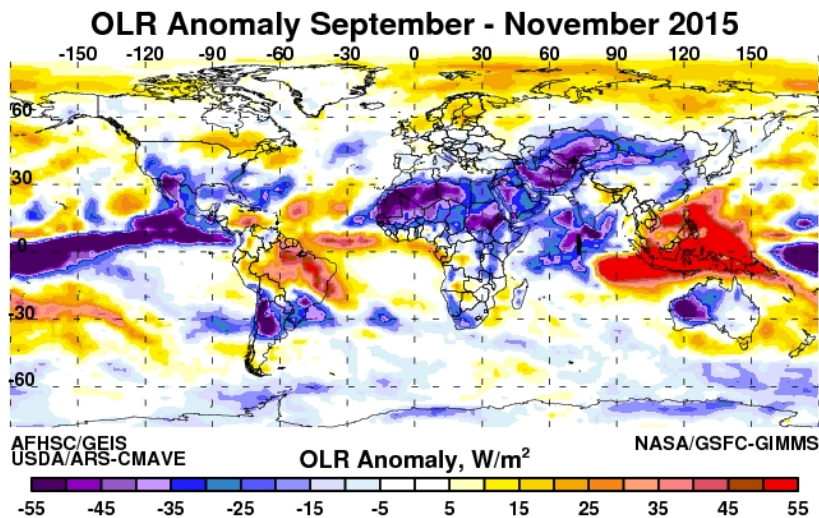 OLR Anomaly September - November 2015
-150 -120 -90 -60 -30 0 30 60 90 120 150
60
30
0
-30
-60
AFHSC/GEIS
USDA/ARS-CMAVE
NASA/GSFC-GIMMS
OLR Anomaly, W/m²
-55 -45 -35 -25 -15 -5 5 15 25 35 45 55